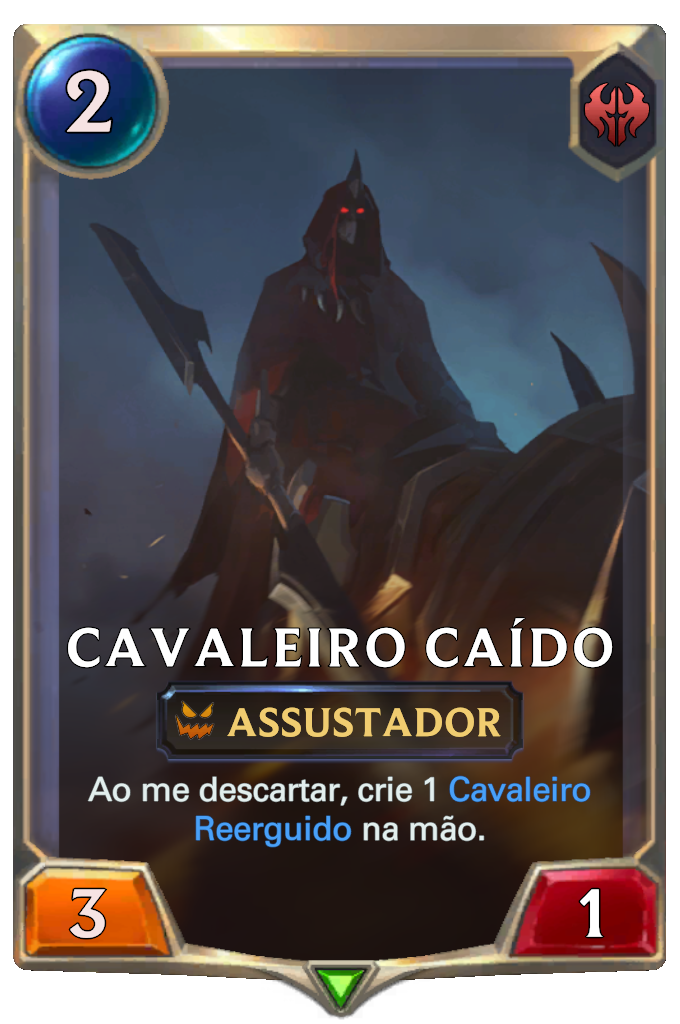 2
CAVALEIRO CAÍDO
ASSUSTADOR
Ao me descartar, crie 1 Cavaleiro
Reerguido na mão.
3 1